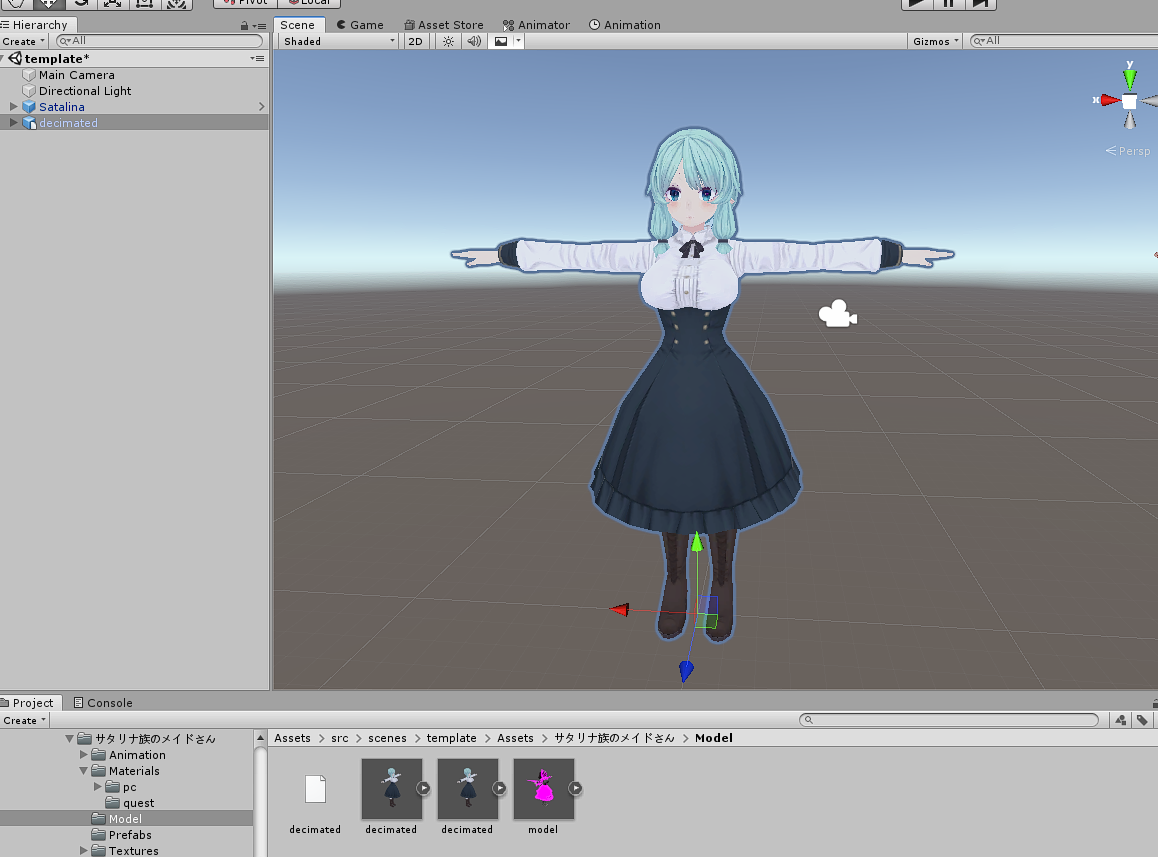 Pivot Local
Hierarchy
Scene Game Asset Store Animator Animation
Create All
Shaded 2D Gizmos All
template*
Main Camera
Directional Light
Satalina
decimated
y
x
Persp
Project Console
Create
サタリナ族のメイドさん
Animation
Materials
pc
quest
Model
Prefabs
Textures
Assets > src > scenes > template > Assets > サタリナ族のメイドさん > Model
decimated decimated decimated model